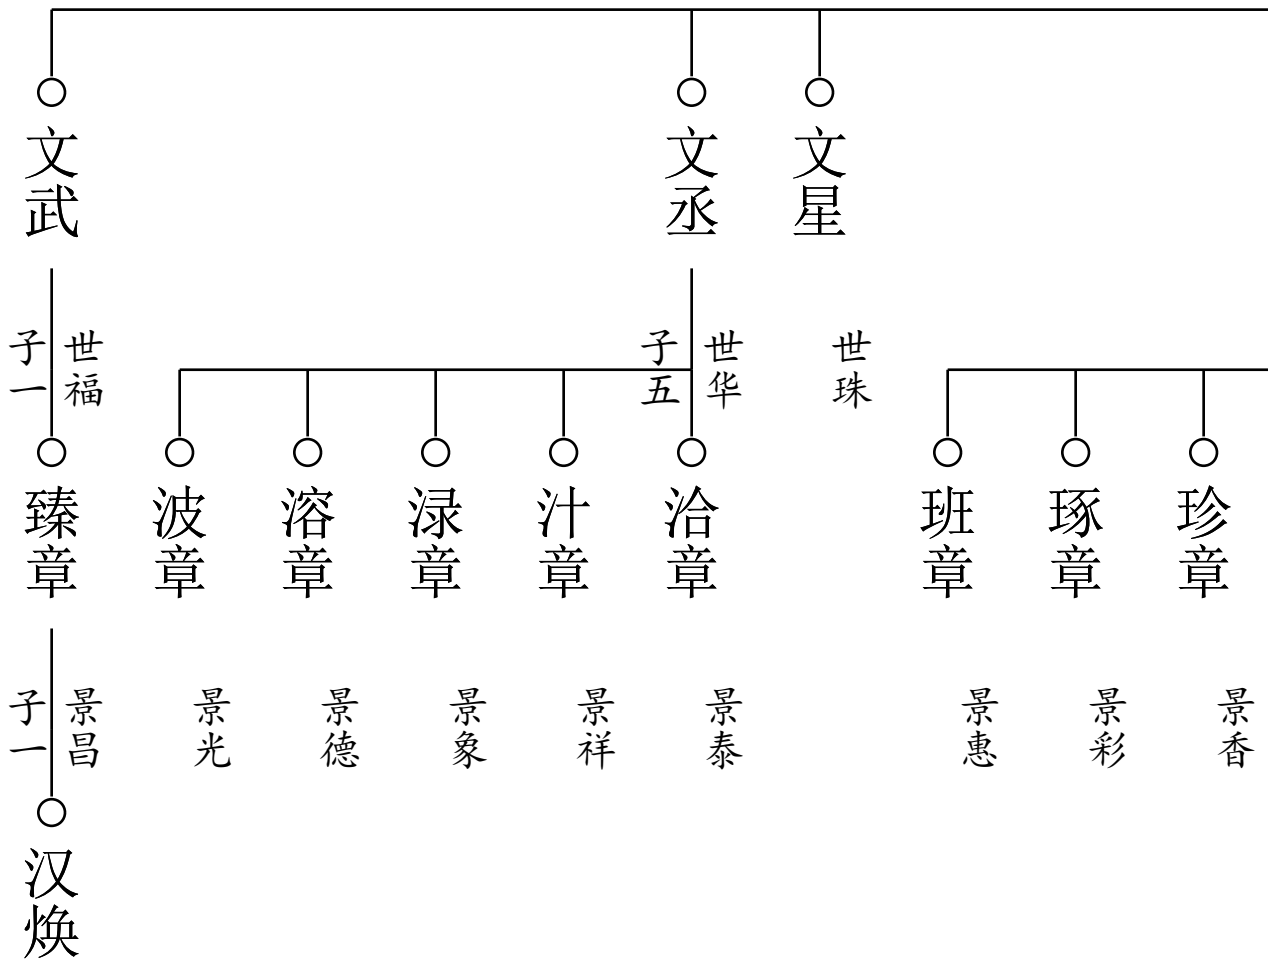 文星
世珠
文丞
世华
子五
文武
世福
子一
珍章
景香
琢章
景彩
班章
景惠
洽章
景泰
汁章
景祥
渌章
景象
溶章
景德
波章
景光
臻章
景昌
子一
汉焕